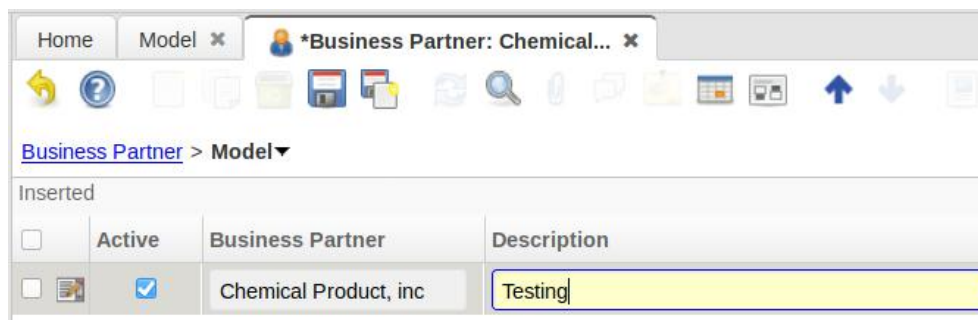 Home Model *Business Partner: Chemical...
Business Partner > Model
Inserted
Active Business Partner Description
Chemical Product, inc Testing